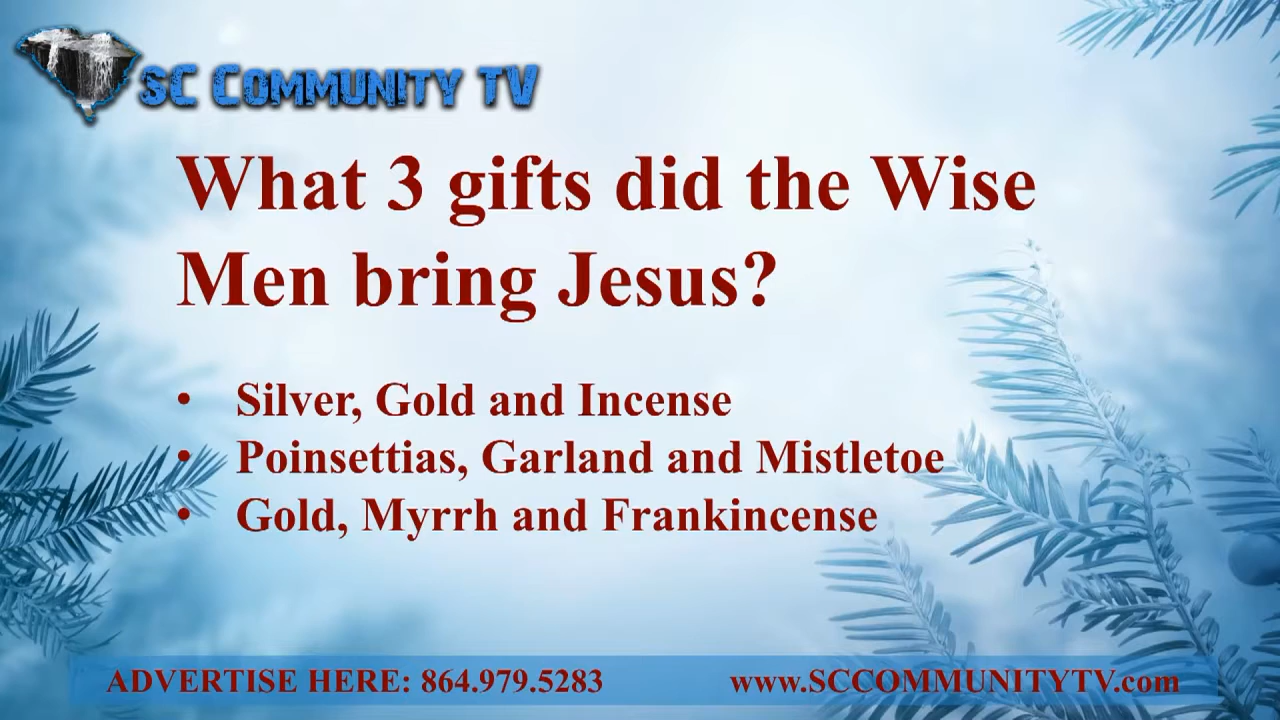 SC COMMUNITY TV
What 3 gifts did the Wise
Men bring Jesus?
• Silver, Gold and Incense
• Poinsettias, Garland and Mistletoe
• Gold, Myrrh and Frankincense
ADVERTISE HERE: 864.979.5283 www.SCCOMMUNITYTV.com